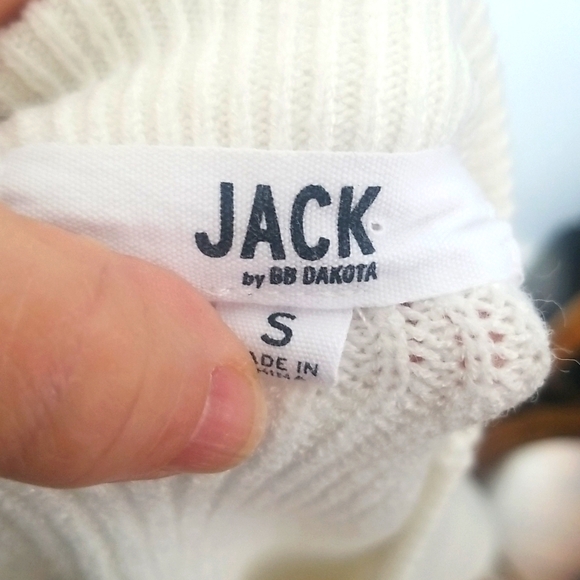 JACK
by BB DAKOTA
S
ADE IN